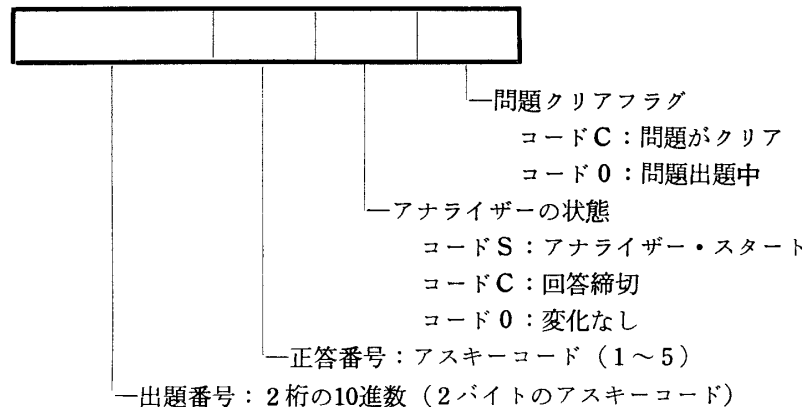 問題クリアフラグ
コードC：問題がクリア
コード0：問題出題中
アナライザーの状態
コードS：アナライザー・スタート
コードC：回答締切
コード0：変化なし
正答番号：アスキーコード（1～5）
出題番号：2桁の10進数（2バイトのアスキーコード）